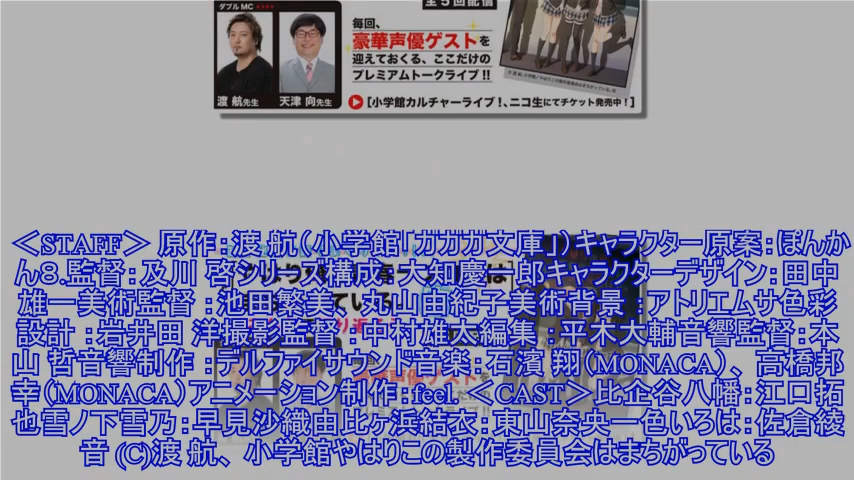 ダブルMC ★★★★
全5回配信
毎回、
豪華声優ゲストを
迎えておくる、ここだけの
プレミアムトークライブ!!
渡 航先生
天津 向先生
[小学館カルチャーライブ!、ニコ生にてチケット発売中!]
＜STAFF＞ 原作：渡 航（小学館「ガガガ文庫」）キャラクター原案：ぽんか
ん８.監督：及川 啓シリーズ構成：大知慶一郎キャラクターデザイン：田中
雄一美術監督：池田繁美、丸山由紀子美術背景：アトリエムサ色彩
設計：岩井田 洋撮影監督：中村雄太編集：平木大輔音響監督：本
山 哲音響制作：デルファイサウンド音楽：石濱 翔（MONACA）、高橋邦
幸（MONACA）アニメーション制作：feel.＜CAST＞比企谷八幡：江口拓
也雪ノ下雪乃：早見沙織由比ヶ浜結衣：東山奈央一色いろは：佐倉綾
音 (C)渡 航、小学館やはりこの製作委員会はまちがっている